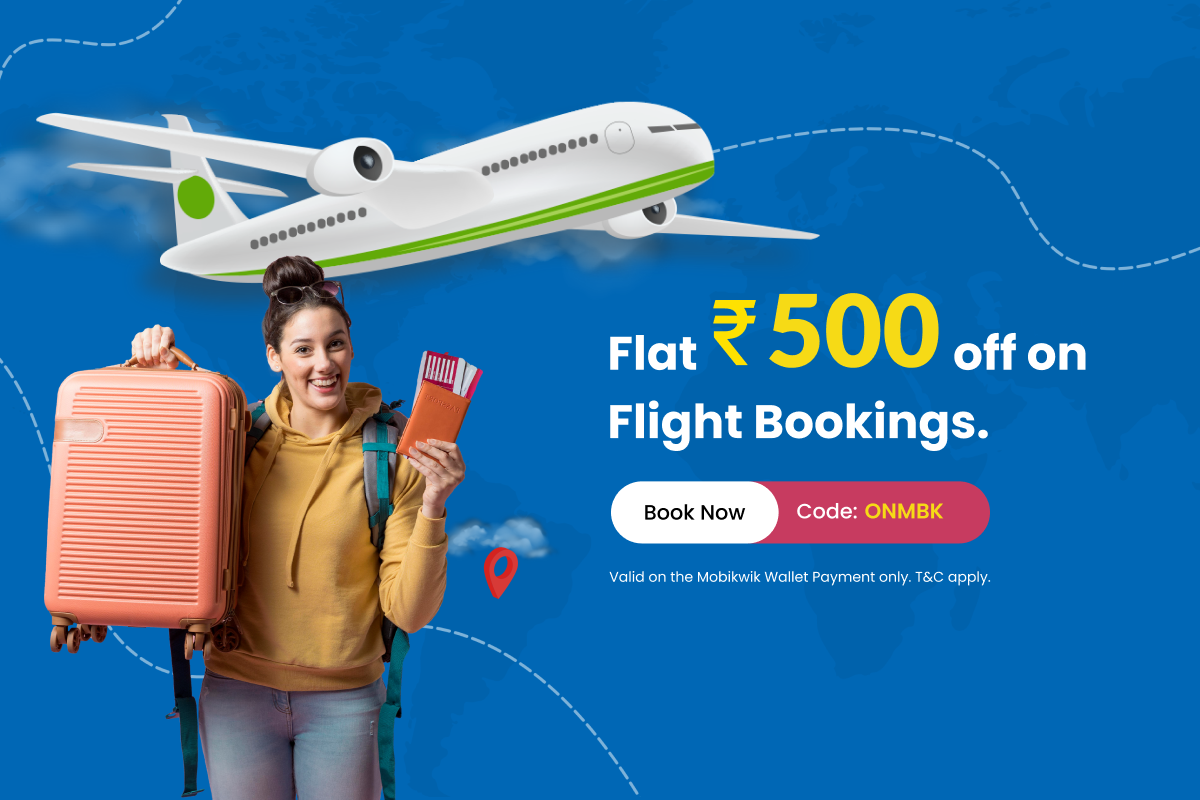 Flat ₹500 off on
Flight Bookings.
Book Now Code: ONMBK
Valid on the Mobikwik Wallet Payment only. T&C apply.